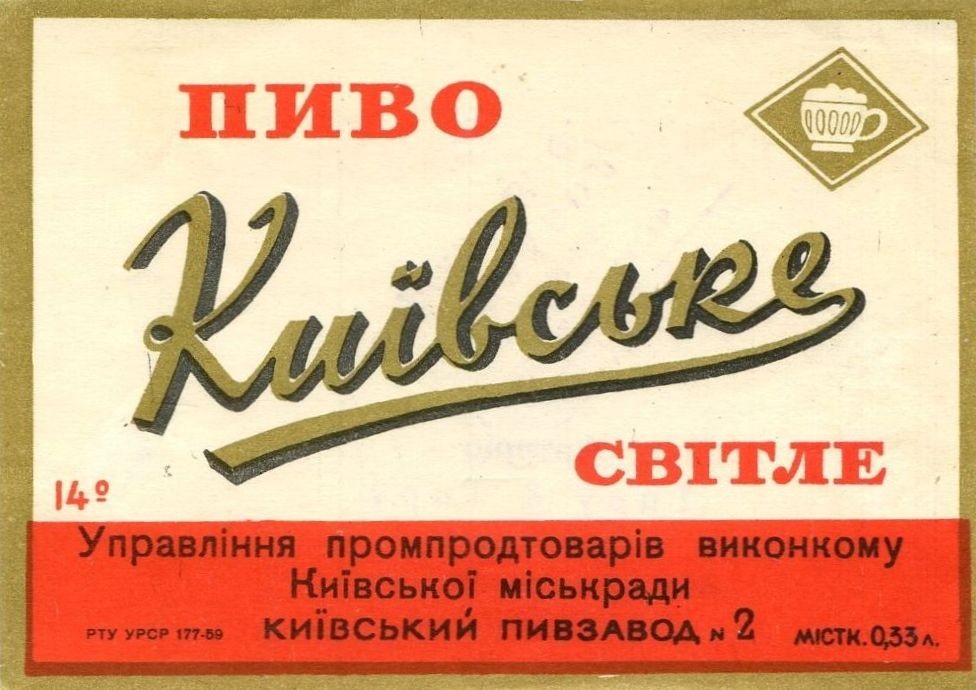 ПИВО
Київське
СВІТЛЕ
14º
Управління промпродтоварів виконкому
Київської міськради
РТУ УРСР 177-59 КИЇВСЬКИЙ ПИВЗАВОД № 2 МІСТК. 0,33 л.